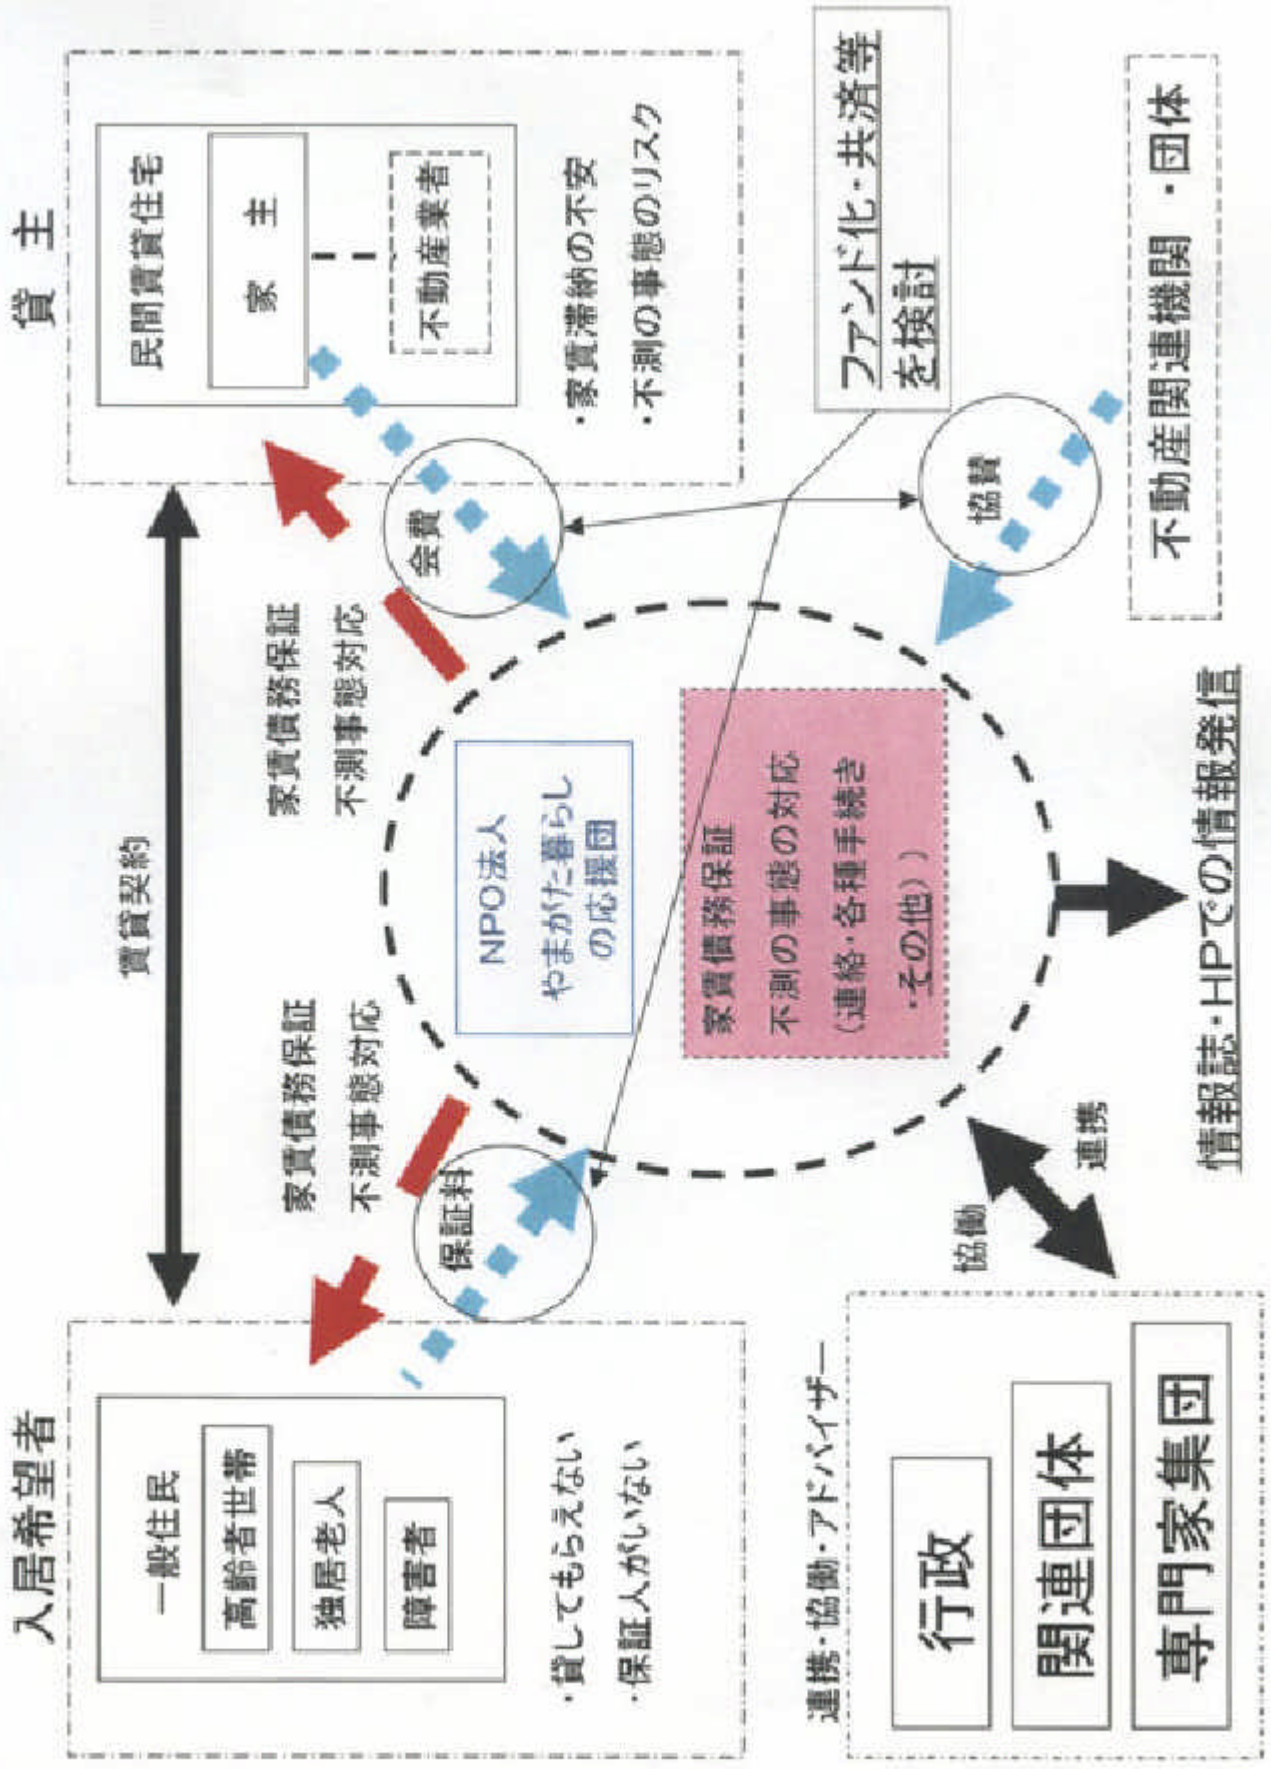 入居希望者
一般住民
高齢者世帯
独居老人
障害者
・貸してもらえない
・保証人がいない
賃貸契約
貸 主
民間賃貸住宅
家 主
不動産業者
・家賃滞納の不安
・不測の事態のリスク
家賃債務保証
不測事態対応
家賃債務保証
不測事態対応
保証料
会費
NPO法人
やまがた暮らし
の応援団
家賃債務保証
不測の事態の対応
（連絡・各種手続き
・その他））
ファンド化・共済等
を検討
協賛
連携・協働・アドバイザー
行政
関連団体
専門家集団
協働
連携
情報誌・HPでの情報発信
不動産関連機関 ・団体